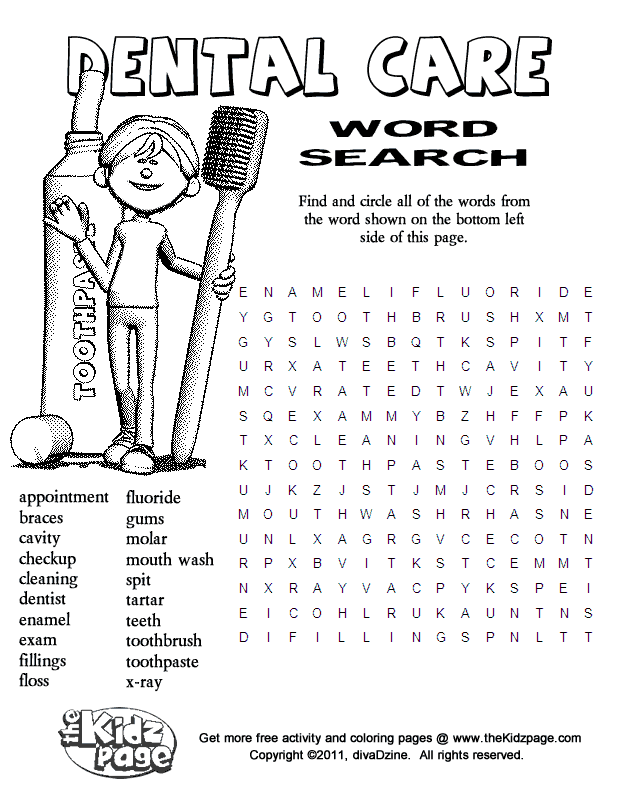 DENTAL CARE
WORD
SEARCH
Find and circle all of the words from
the word shown on the bottom left
side of this page.
TOOTHPAS
E N A M E L I F L U O R I D E
Y G T O O T H B R U S H X M T
G Y S L W S B Q T K S P I T F
U R X A T E E T H C A V I T Y
M C V R A T E D T W J E X A U
S Q E X A M M Y B Z H F F P K
T X C L E A N I N G V H L P A
K T O O T H P A S T E B O O S
U J K Z J S T J M J C R S I D
M O U T H W A S H R H A S N E
U N L X A G R G V C E C O T N
R P X B V I T K S T C E M M T
N X R A Y V A C P Y K S P E I
E I C O H L R U K A U N T N S
D I F I L L I N G S P N L T T
appointment
braces
cavity
checkup
cleaning
dentist
enamel
exam
fillings
floss
fluoride
gums
molar
mouth wash
spit
tartar
teeth
toothbrush
toothpaste
x-ray
the
Kidz
Page
Get more free activity and coloring pages @ www.theKidzpage.com
Copyright ©2011, divaDzine. All rights reserved.